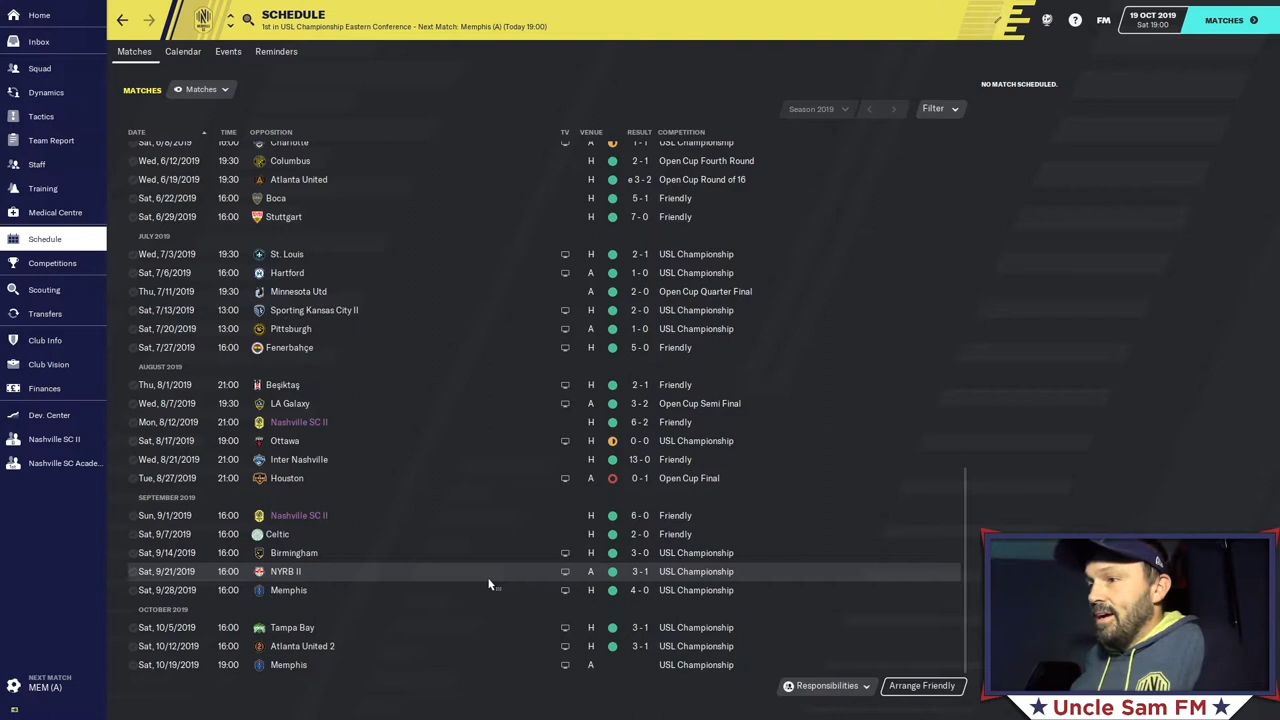 Home
SCHEDULE
1st in USL Championship Eastern Conference - Next Match: Memphis (A) (Today 19:00)
FM
19 OCT 2019
Sat 19:00
MATCHES
Inbox
Squad
Dynamics
Tactics
Team Report
Staff
Training
Medical Centre
Schedule
Competitions
Scouting
Transfers
Club Info
Club Vision
Finances
Dev. Center
Nashville SC II
Nashville SC Acade...
NEXT MATCH
MEM (A)
Matches Calendar Events Reminders
MATCHES Matches
NO MATCH SCHEDULED.
Season 2019 Filter
DATE TIME OPPOSITION TV VENUE RESULT COMPETITION
Sat, 6/8/2019 16:00 Charlotte A 1 - 1 USL Championship
Wed, 6/12/2019 19:30 Columbus H 2 - 1 Open Cup Fourth Round
Wed, 6/19/2019 19:30 Atlanta United H e 3 - 2 Open Cup Round of 16
Sat, 6/22/2019 16:00 Boca H 5 - 1 Friendly
Sat, 6/29/2019 16:00 Stuttgart H 7 - 0 Friendly
JULY 2019
Wed, 7/3/2019 19:30 St. Louis H 2 - 1 USL Championship
Sat, 7/6/2019 16:00 Hartford A 1 - 0 USL Championship
Thu, 7/11/2019 19:30 Minnesota Utd A 2 - 0 Open Cup Quarter Final
Sat, 7/13/2019 13:00 Sporting Kansas City II H 2 - 0 USL Championship
Sat, 7/20/2019 13:00 Pittsburgh A 1 - 0 USL Championship
Sat, 7/27/2019 16:00 Fenerbahçe H 5 - 0 Friendly
AUGUST 2019
Thu, 8/1/2019 21:00 Beşiktaş H 2 - 1 Friendly
Wed, 8/7/2019 19:30 LA Galaxy H 3 - 2 Open Cup Semi Final
Mon, 8/12/2019 21:00 Nashville SC II H 6 - 2 Friendly
Sat, 8/17/2019 19:00 Ottawa H 0 - 0 USL Championship
Wed, 8/21/2019 21:00 Inter Nashville H 13 - 0 Friendly
Tue, 8/27/2019 21:00 Houston A 0 - 1 Open Cup Final
SEPTEMBER 2019
Sun, 9/1/2019 16:00 Nashville SC II H 6 - 0 Friendly
Sat, 9/7/2019 16:00 Celtic H 2 - 0 Friendly
Sat, 9/14/2019 16:00 Birmingham H 3 - 0 USL Championship
Sat, 9/21/2019 16:00 NYRB II A 3 - 1 USL Championship
Sat, 9/28/2019 16:00 Memphis H 4 - 0 USL Championship
OCTOBER 2019
Sat, 10/5/2019 16:00 Tampa Bay H 3 - 1 USL Championship
Sat, 10/12/2019 16:00 Atlanta United 2 H 3 - 1 USL Championship
Sat, 10/19/2019 19:00 Memphis A USL Championship
Responsibilities Arrange Friendly
Uncle Sam FM